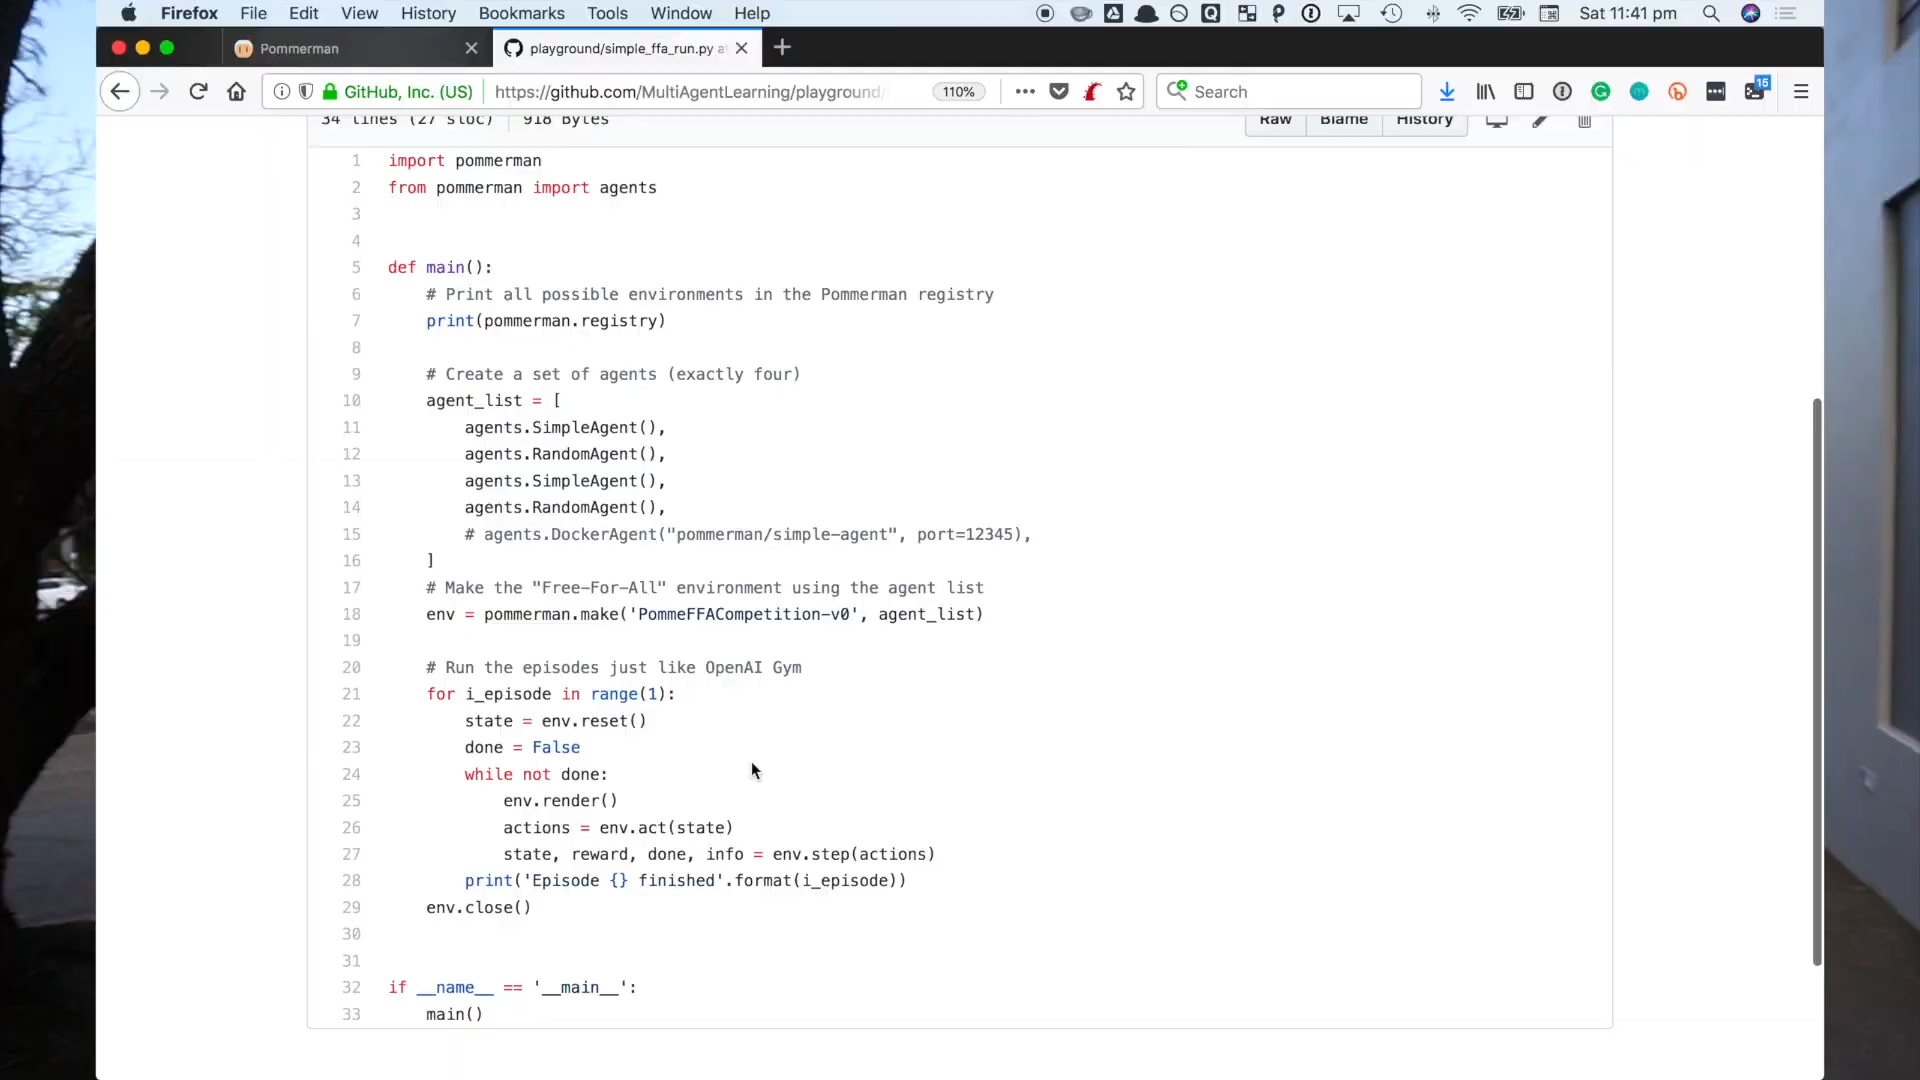 Firefox File Edit View History Bookmarks Tools Window Help Sat 11:41 pm
Pommerman playground/simple_ffa_run.py a
GitHub, Inc. (US) https://github.com/MultiAgentLearning/playground/ 110% Search 15
34 lines (27 sloc) 918 Bytes Raw Blame History
1 import pommerman
2 from pommerman import agents
3
4
5 def main():
6 # Print all possible environments in the Pommerman registry
7 print(pommerman.registry)
8
9 # Create a set of agents (exactly four)
10 agent_list = [
11 agents.SimpleAgent(),
12 agents.RandomAgent(),
13 agents.SimpleAgent(),
14 agents.RandomAgent(),
15 # agents.DockerAgent("pommerman/simple-agent", port=12345),
16 ]
17 # Make the "Free-For-All" environment using the agent list
18 env = pommerman.make('PommeFFACompetition-v0', agent_list)
19
20 # Run the episodes just like OpenAI Gym
21 for i_episode in range(1):
22 state = env.reset()
23 done = False
24 while not done:
25 env.render()
26 actions = env.act(state)
27 state, reward, done, info = env.step(actions)
28 print('Episode {} finished'.format(i_episode))
29 env.close()
30
31
32 if __name__ == '__main__':
33 main()